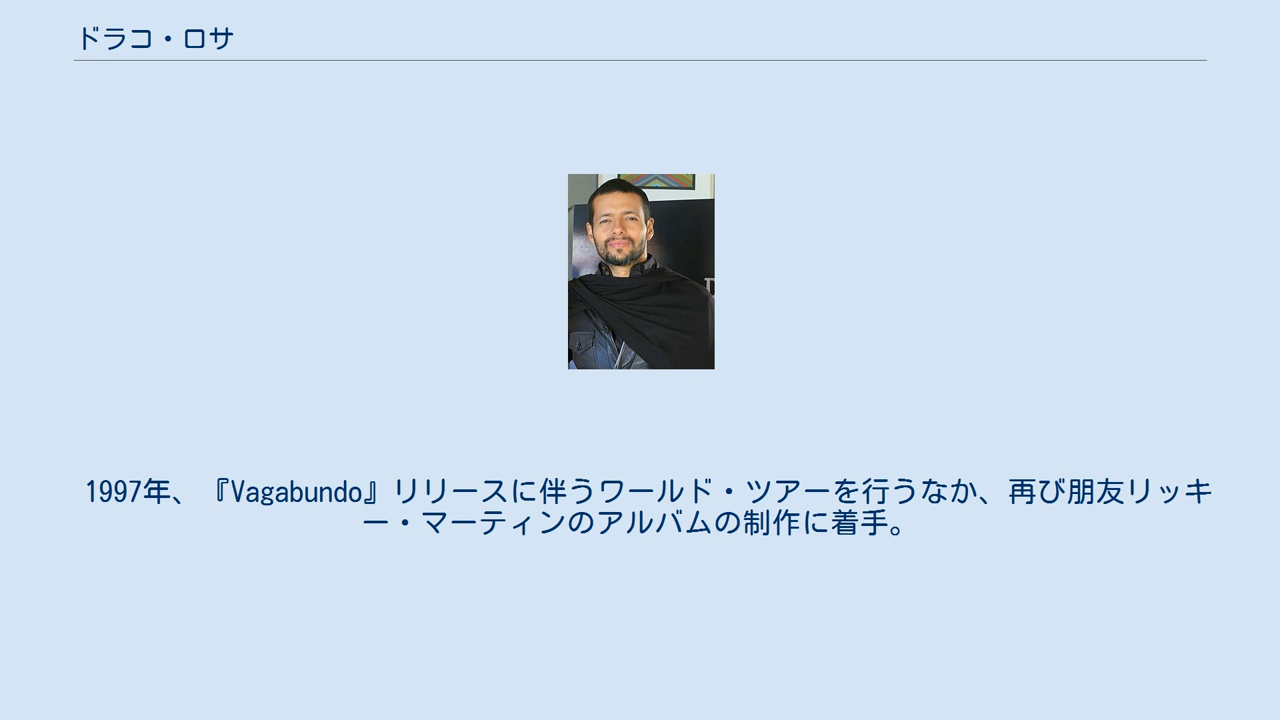 ドラコ・ロサ
1997年、『Vagabundo』リリースに伴うワールド・ツアーを行うなか、再び朋友リッキ
ー・マーティンのアルバムの制作に着手。